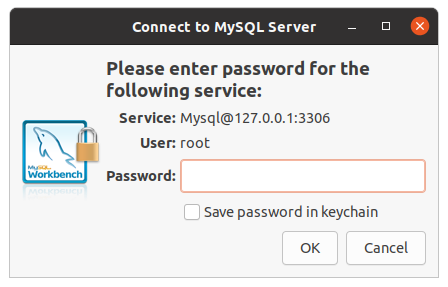 Connect to MySQL Server
Please enter password for the
following service:
Service: Mysql@127.0.0.1:3306
User: root
Password:
MySQL
Workbench
Save password in keychain
OK Cancel